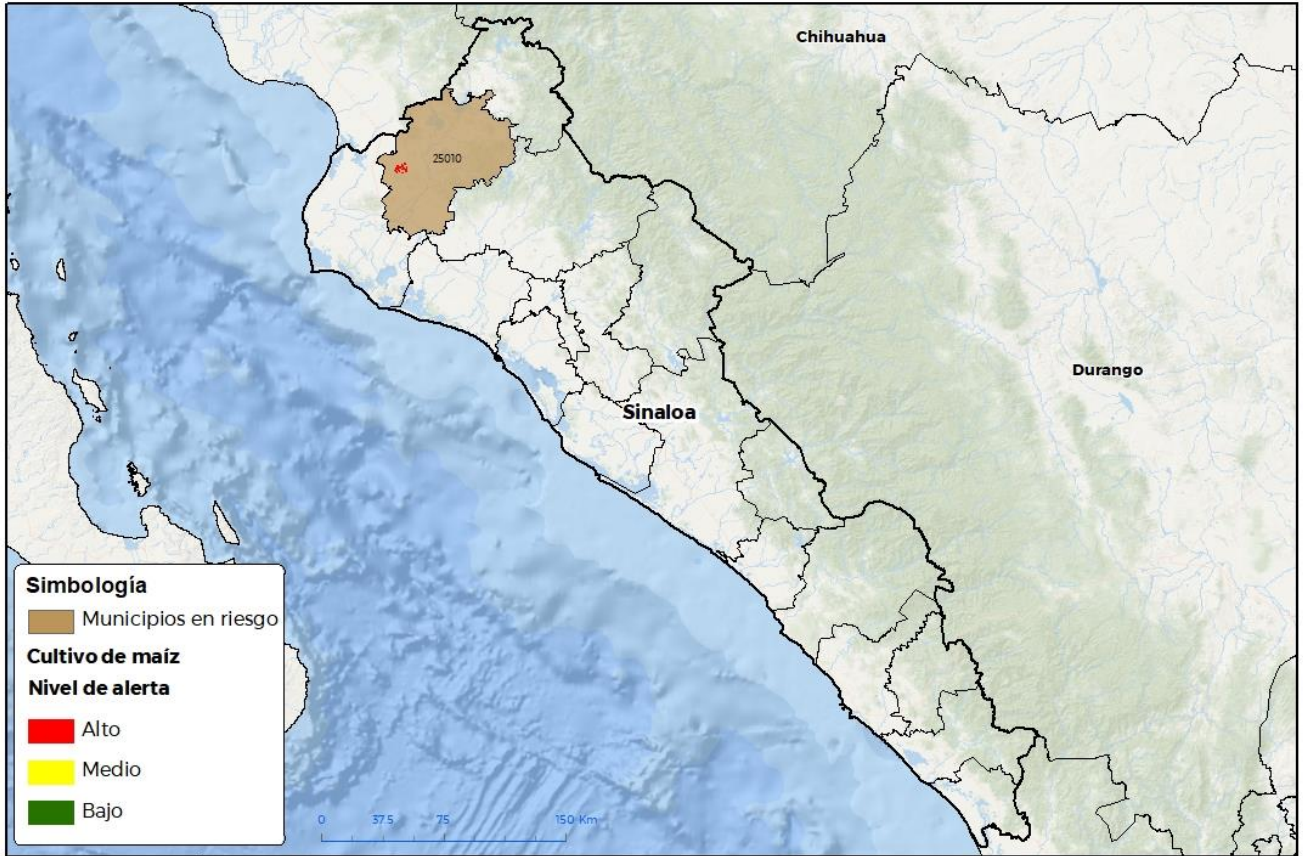 Chihuahua
25010
Durango
Sinaloa
Simbología
Municipios en riesgo
Cultivo de maíz
Nivel de alerta
Alto
Medio
Bajo
0 37.5 75 150 Km